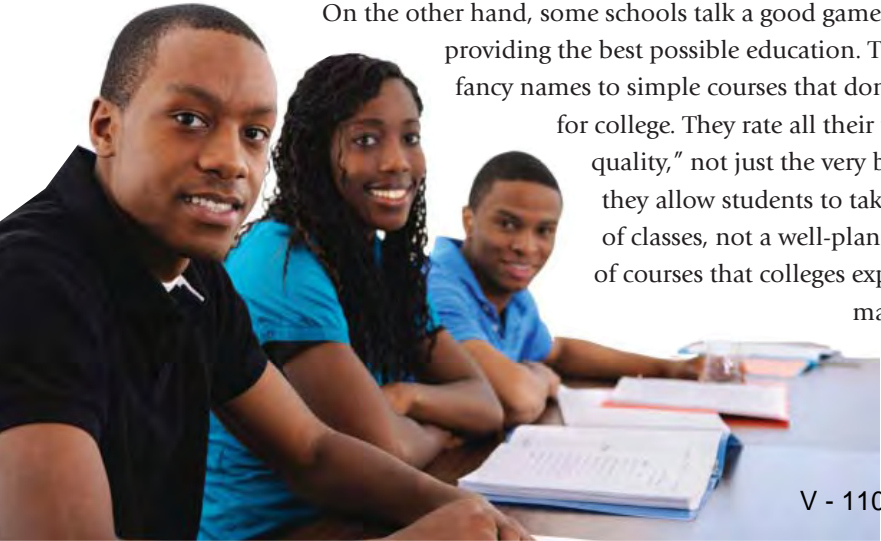 On the other hand, some schools talk a good game
providing the best possible education. T
fancy names to simple courses that don
for college. They rate all their
quality,” not just the very b
they allow students to tak
of classes, not a well-plan
of courses that colleges exp
ma
V - 110